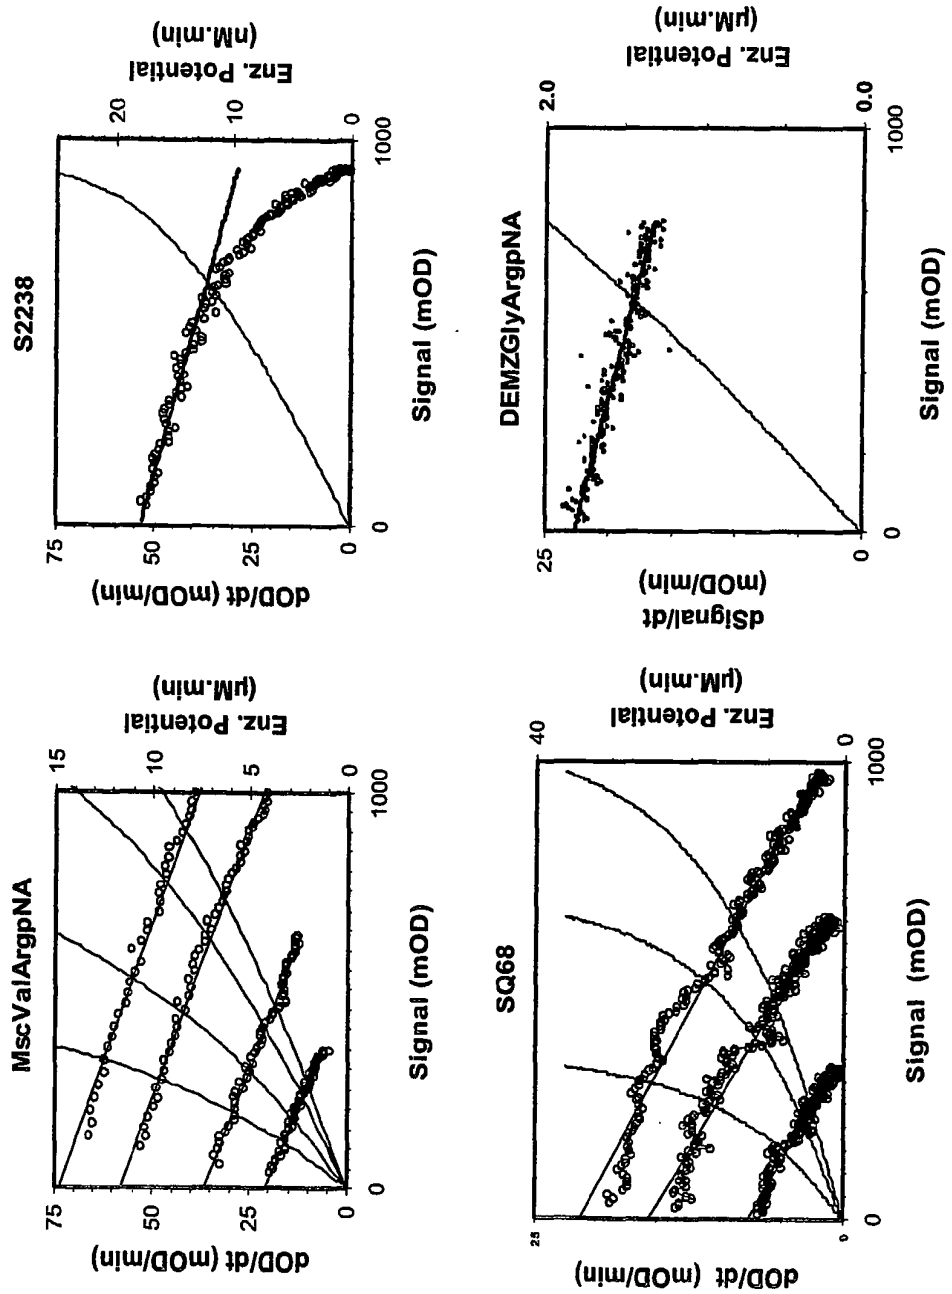 MscValArgpNA
dOD/dt (mOD/min)
75
50
25
0
0
1000
Signal (mOD)
15
10
5
0
Enz. Potential
(µM.min)
S2238
dOD/dt (mOD/min)
75
50
25
0
0
1000
Signal (mOD)
20
10
0
Enz. Potential
(nM.min)
SQ68
dOD/dt (mOD/min)
25
0
0
1000
Signal (mOD)
40
0
Enz. Potential
(µM.min)
DEMZGlyArgpNA
dSignal/dt
(mOD/min)
25
0
0
1000
Signal (mOD)
2.0
0.0
Enz. Potential
(µM.min)